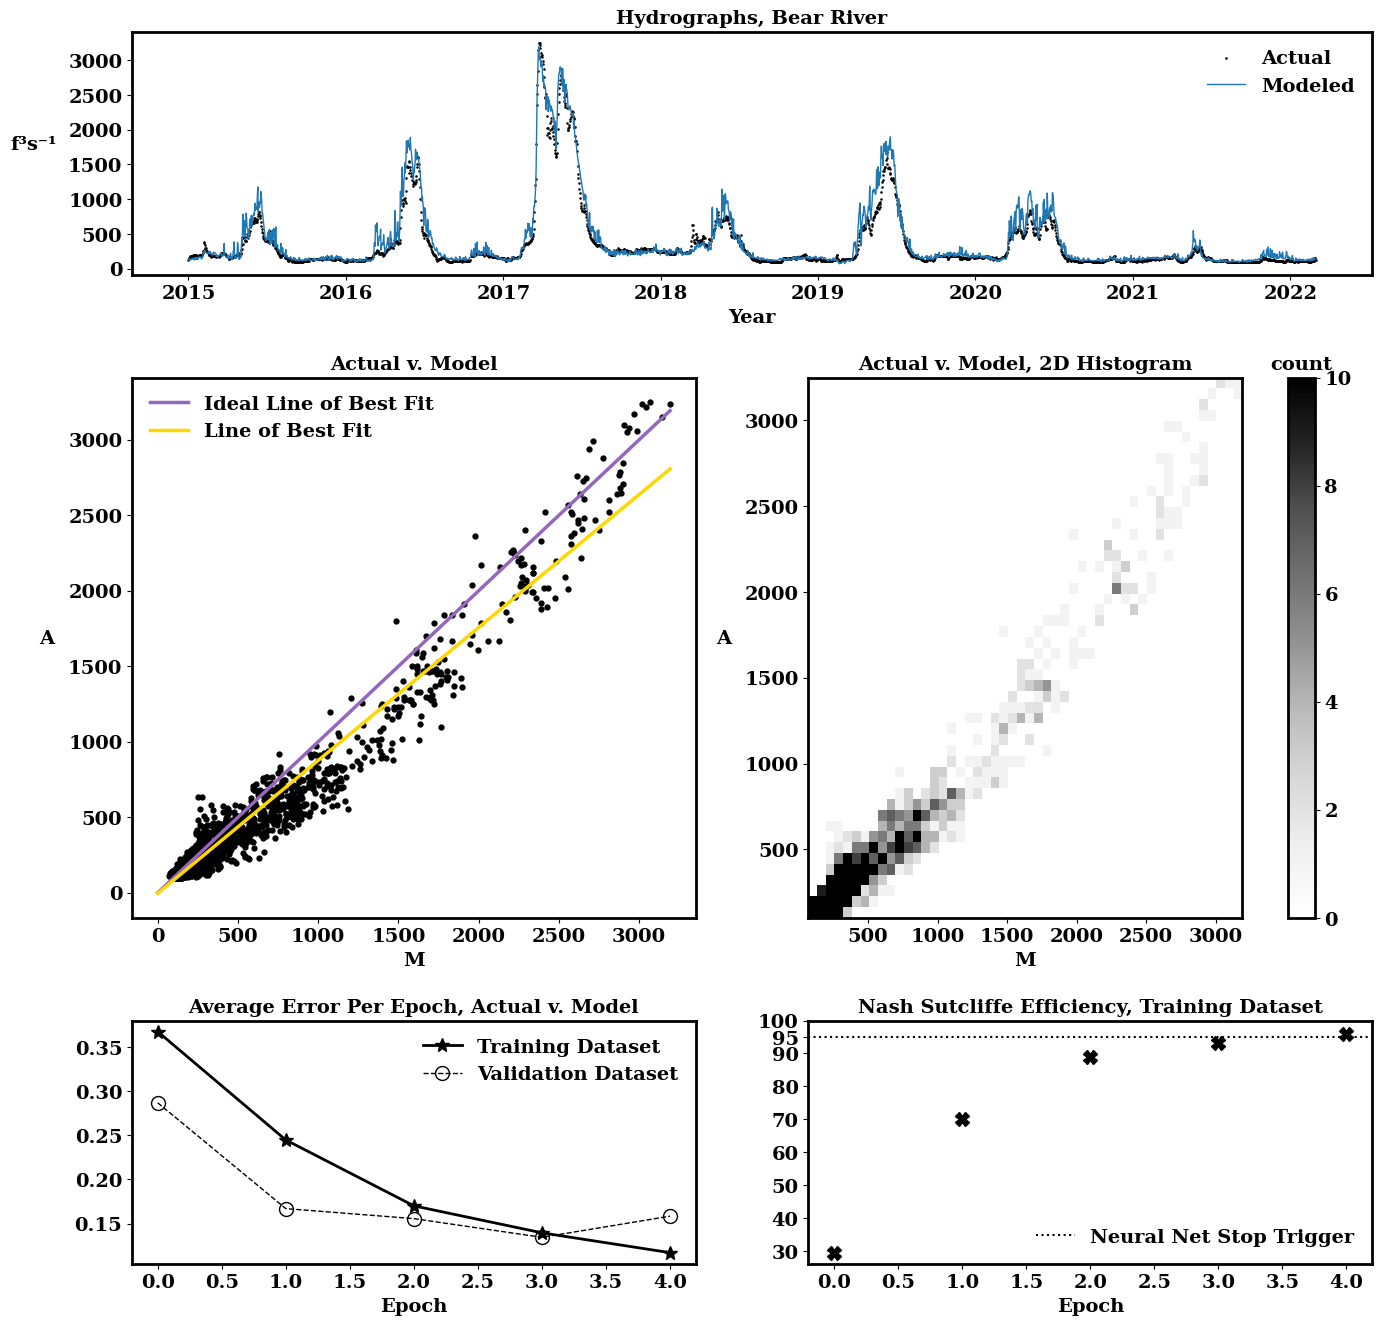 Hydrographs, Bear River
3000
2500
2000
1500
1000
500
0
f³s⁻¹
Actual
Modeled
2015 2016 2017 2018 2019 2020 2021 2022
Year
Actual v. Model
Ideal Line of Best Fit
Line of Best Fit
3000
2500
2000
1500
1000
500
0
A
0 500 1000 1500 2000 2500 3000
M
Actual v. Model, 2D Histogram
3000
2500
2000
1500
1000
500
A
500 1000 1500 2000 2500 3000
M
count
10
8
6
4
2
0
Average Error Per Epoch, Actual v. Model
Training Dataset
Validation Dataset
0.35
0.30
0.25
0.20
0.15
0.0 0.5 1.0 1.5 2.0 2.5 3.0 3.5 4.0
Epoch
Nash Sutcliffe Efficiency, Training Dataset
100
95
90
80
70
60
50
40
30
Neural Net Stop Trigger
0.0 0.5 1.0 1.5 2.0 2.5 3.0 3.5 4.0
Epoch